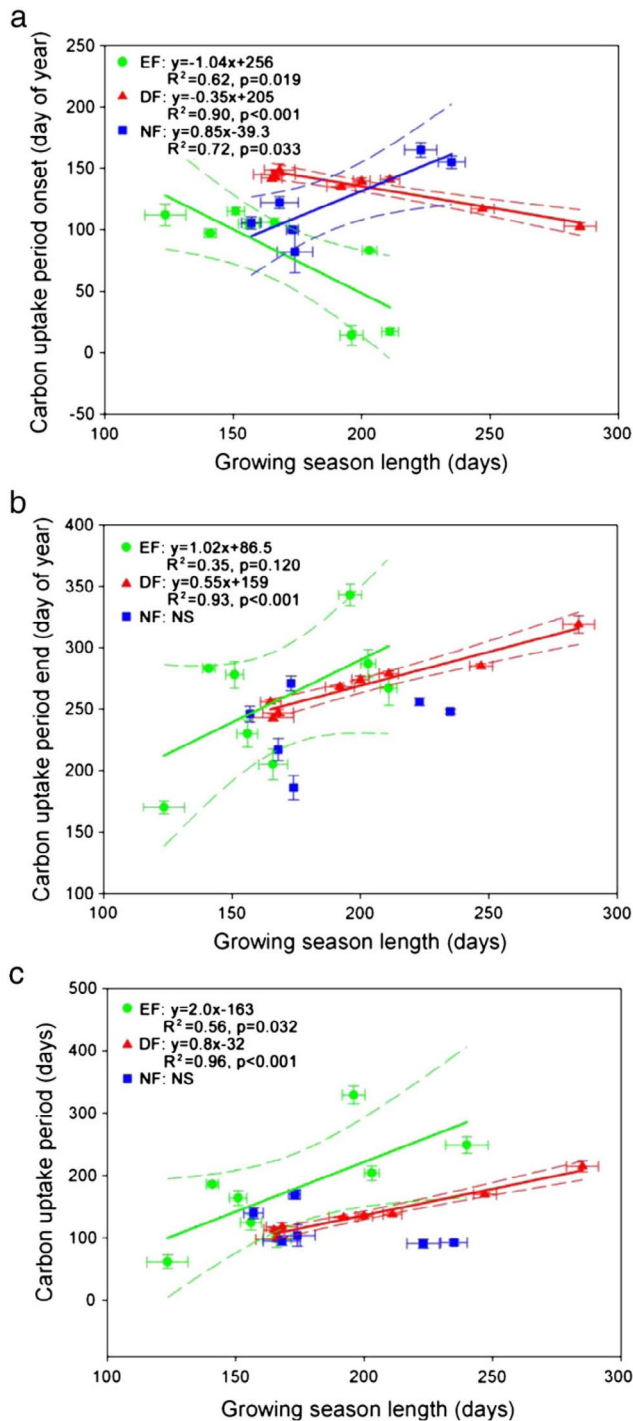 a
Carbon uptake period onset (day of year)
250
200
150
100
50
0
-50
EF: y=-1.04x+256
R²=0.62, p=0.019
DF: y=-0.35x+205
R²=0.90, p<0.001
NF: y=0.85x-39.3
R²=0.72, p=0.033
100 150 200 250 300
Growing season length (days)
b
Carbon uptake period end (day of year)
400
350
300
250
200
150
100
EF: y=1.02x+86.5
R²=0.35, p=0.120
DF: y=0.55x+159
R²=0.93, p<0.001
NF: NS
100 150 200 250 300
Growing season length (days)
c
Carbon uptake period (days)
500
400
300
200
100
0
EF: y=2.0x-163
R²=0.56, p=0.032
DF: y=0.8x-32
R²=0.96, p<0.001
NF: NS
100 150 200 250 300
Growing season length (days)